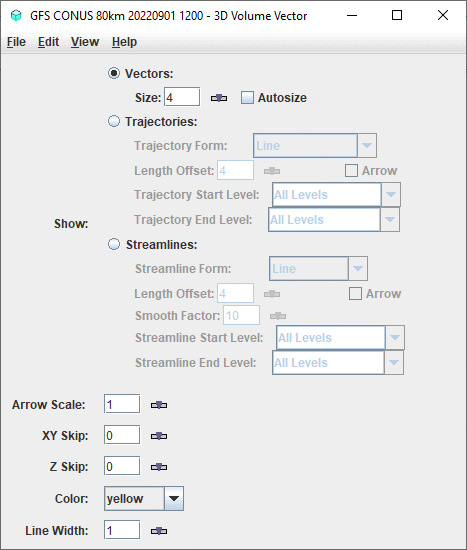 GFS CONUS 80km 20220901 1200 - 3D Volume Vector
File Edit View Help
Vectors:
Size: 4 Autosize
Trajectories:
Trajectory Form: Line
Length Offset: 4 Arrow
Trajectory Start Level: All Levels
Trajectory End Level: All Levels
Show:
Streamlines:
Streamline Form: Line
Length Offset: 4 Arrow
Smooth Factor: 10
Streamline Start Level: All Levels
Streamline End Level: All Levels
Arrow Scale: 1
XY Skip: 0
Z Skip: 0
Color: yellow
Line Width: 1